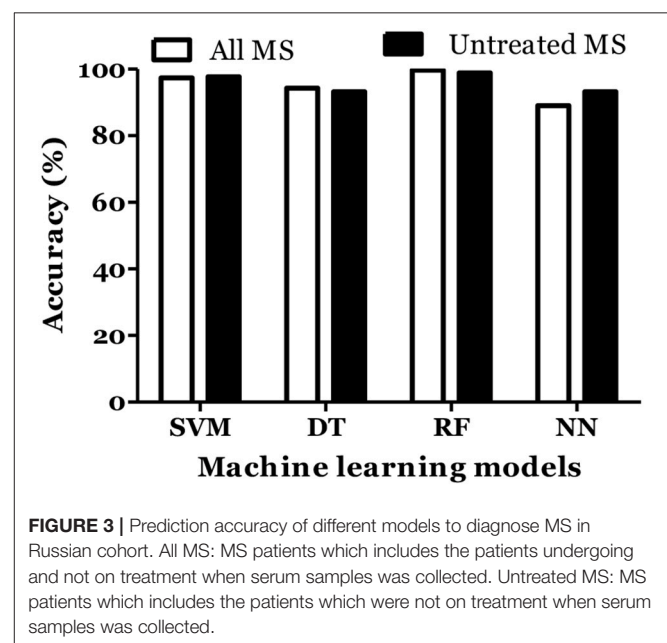 All MS
Untreated MS
100
80
60
40
20
0
Accuracy (%)
SVM
DT
RF
NN
Machine learning models
FIGURE 3 | Prediction accuracy of different models to diagnose MS in
Russian cohort. All MS: MS patients which includes the patients undergoing
and not on treatment when serum samples was collected. Untreated MS: MS
patients which includes the patients which were not on treatment when serum
samples was collected.